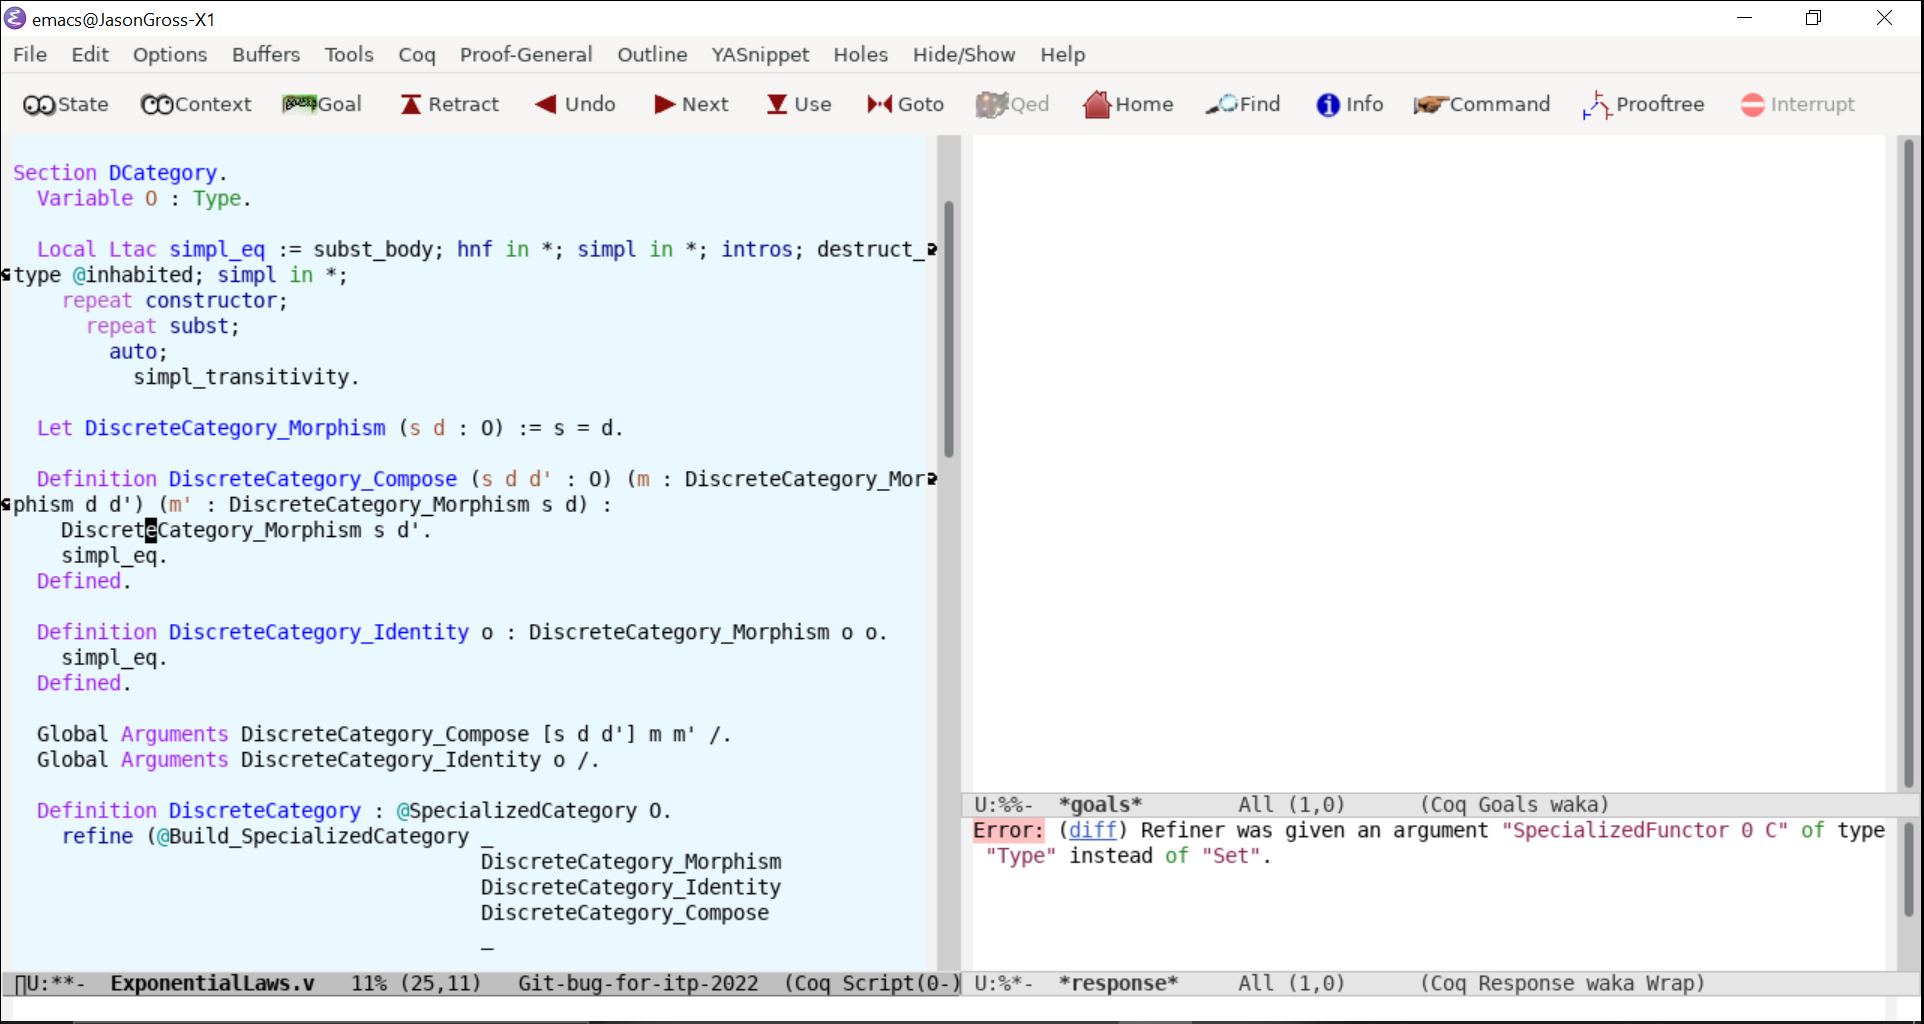 emacs@JasonGross-X1
File Edit Options Buffers Tools Coq Proof-General Outline YASnippet Holes Hide/Show Help
State Context Goal Retract Undo Next Use Goto Qed Home Find Info Command Prooftree Interrupt
Section DCategory.
Variable O : Type.
Local Ltac simpl_eq := subst_body; hnf in *; simpl in *; intros; destruct_
type @inhabited; simpl in *;
repeat constructor;
repeat subst;
auto;
simpl_transitivity.
Let DiscreteCategory_Morphism (s d : O) := s = d.
Definition DiscreteCategory_Compose (s d d' : O) (m : DiscreteCategory_Mor
phism d d') (m' : DiscreteCategory_Morphism s d) :
DiscreteCategory_Morphism s d'.
simpl_eq.
Defined.
Definition DiscreteCategory_Identity o : DiscreteCategory_Morphism o o.
simpl_eq.
Defined.
Global Arguments DiscreteCategory_Compose [s d d'] m m' /.
Global Arguments DiscreteCategory_Identity o /.
Definition DiscreteCategory : @SpecializedCategory O.
refine (@Build_SpecializedCategory _
DiscreteCategory_Morphism
DiscreteCategory_Identity
DiscreteCategory_Compose
_
U:**- ExponentialLaws.v 11% (25,11) Git-bug-for-itp-2022 (Coq Script(0-)
U:%%- *goals* All (1,0) (Coq Goals waka)
Error: (diff) Refiner was given an argument "SpecializedFunctor 0 C" of type
"Type" instead of "Set".
U:%*- *response* All (1,0) (Coq Response waka Wrap)